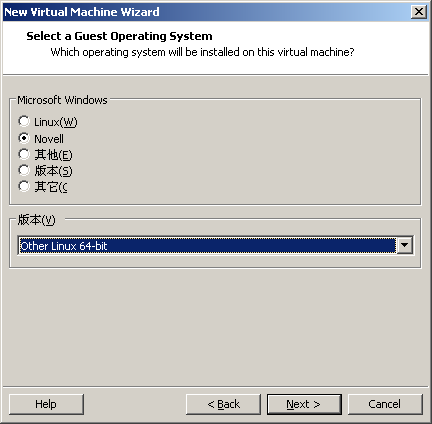 New Virtual Machine Wizard
Select a Guest Operating System
Which operating system will be installed on this virtual machine?
Microsoft Windows
Linux(W)
Novell
其他(E)
版本(S)
其它(C
版本(V)
Other Linux 64-bit
Help
< Back
Next >
Cancel